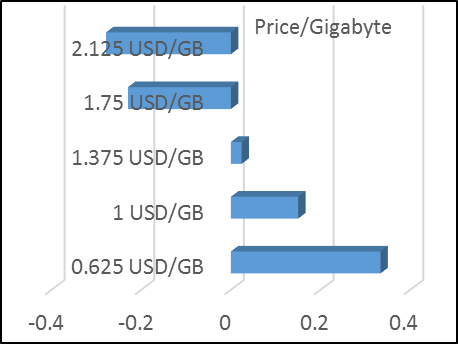 Price/Gigabyte
2.125 USD/GB
1.75 USD/GB
1.375 USD/GB
1 USD/GB
0.625 USD/GB
-0.4 -0.2 0 0.2 0.4